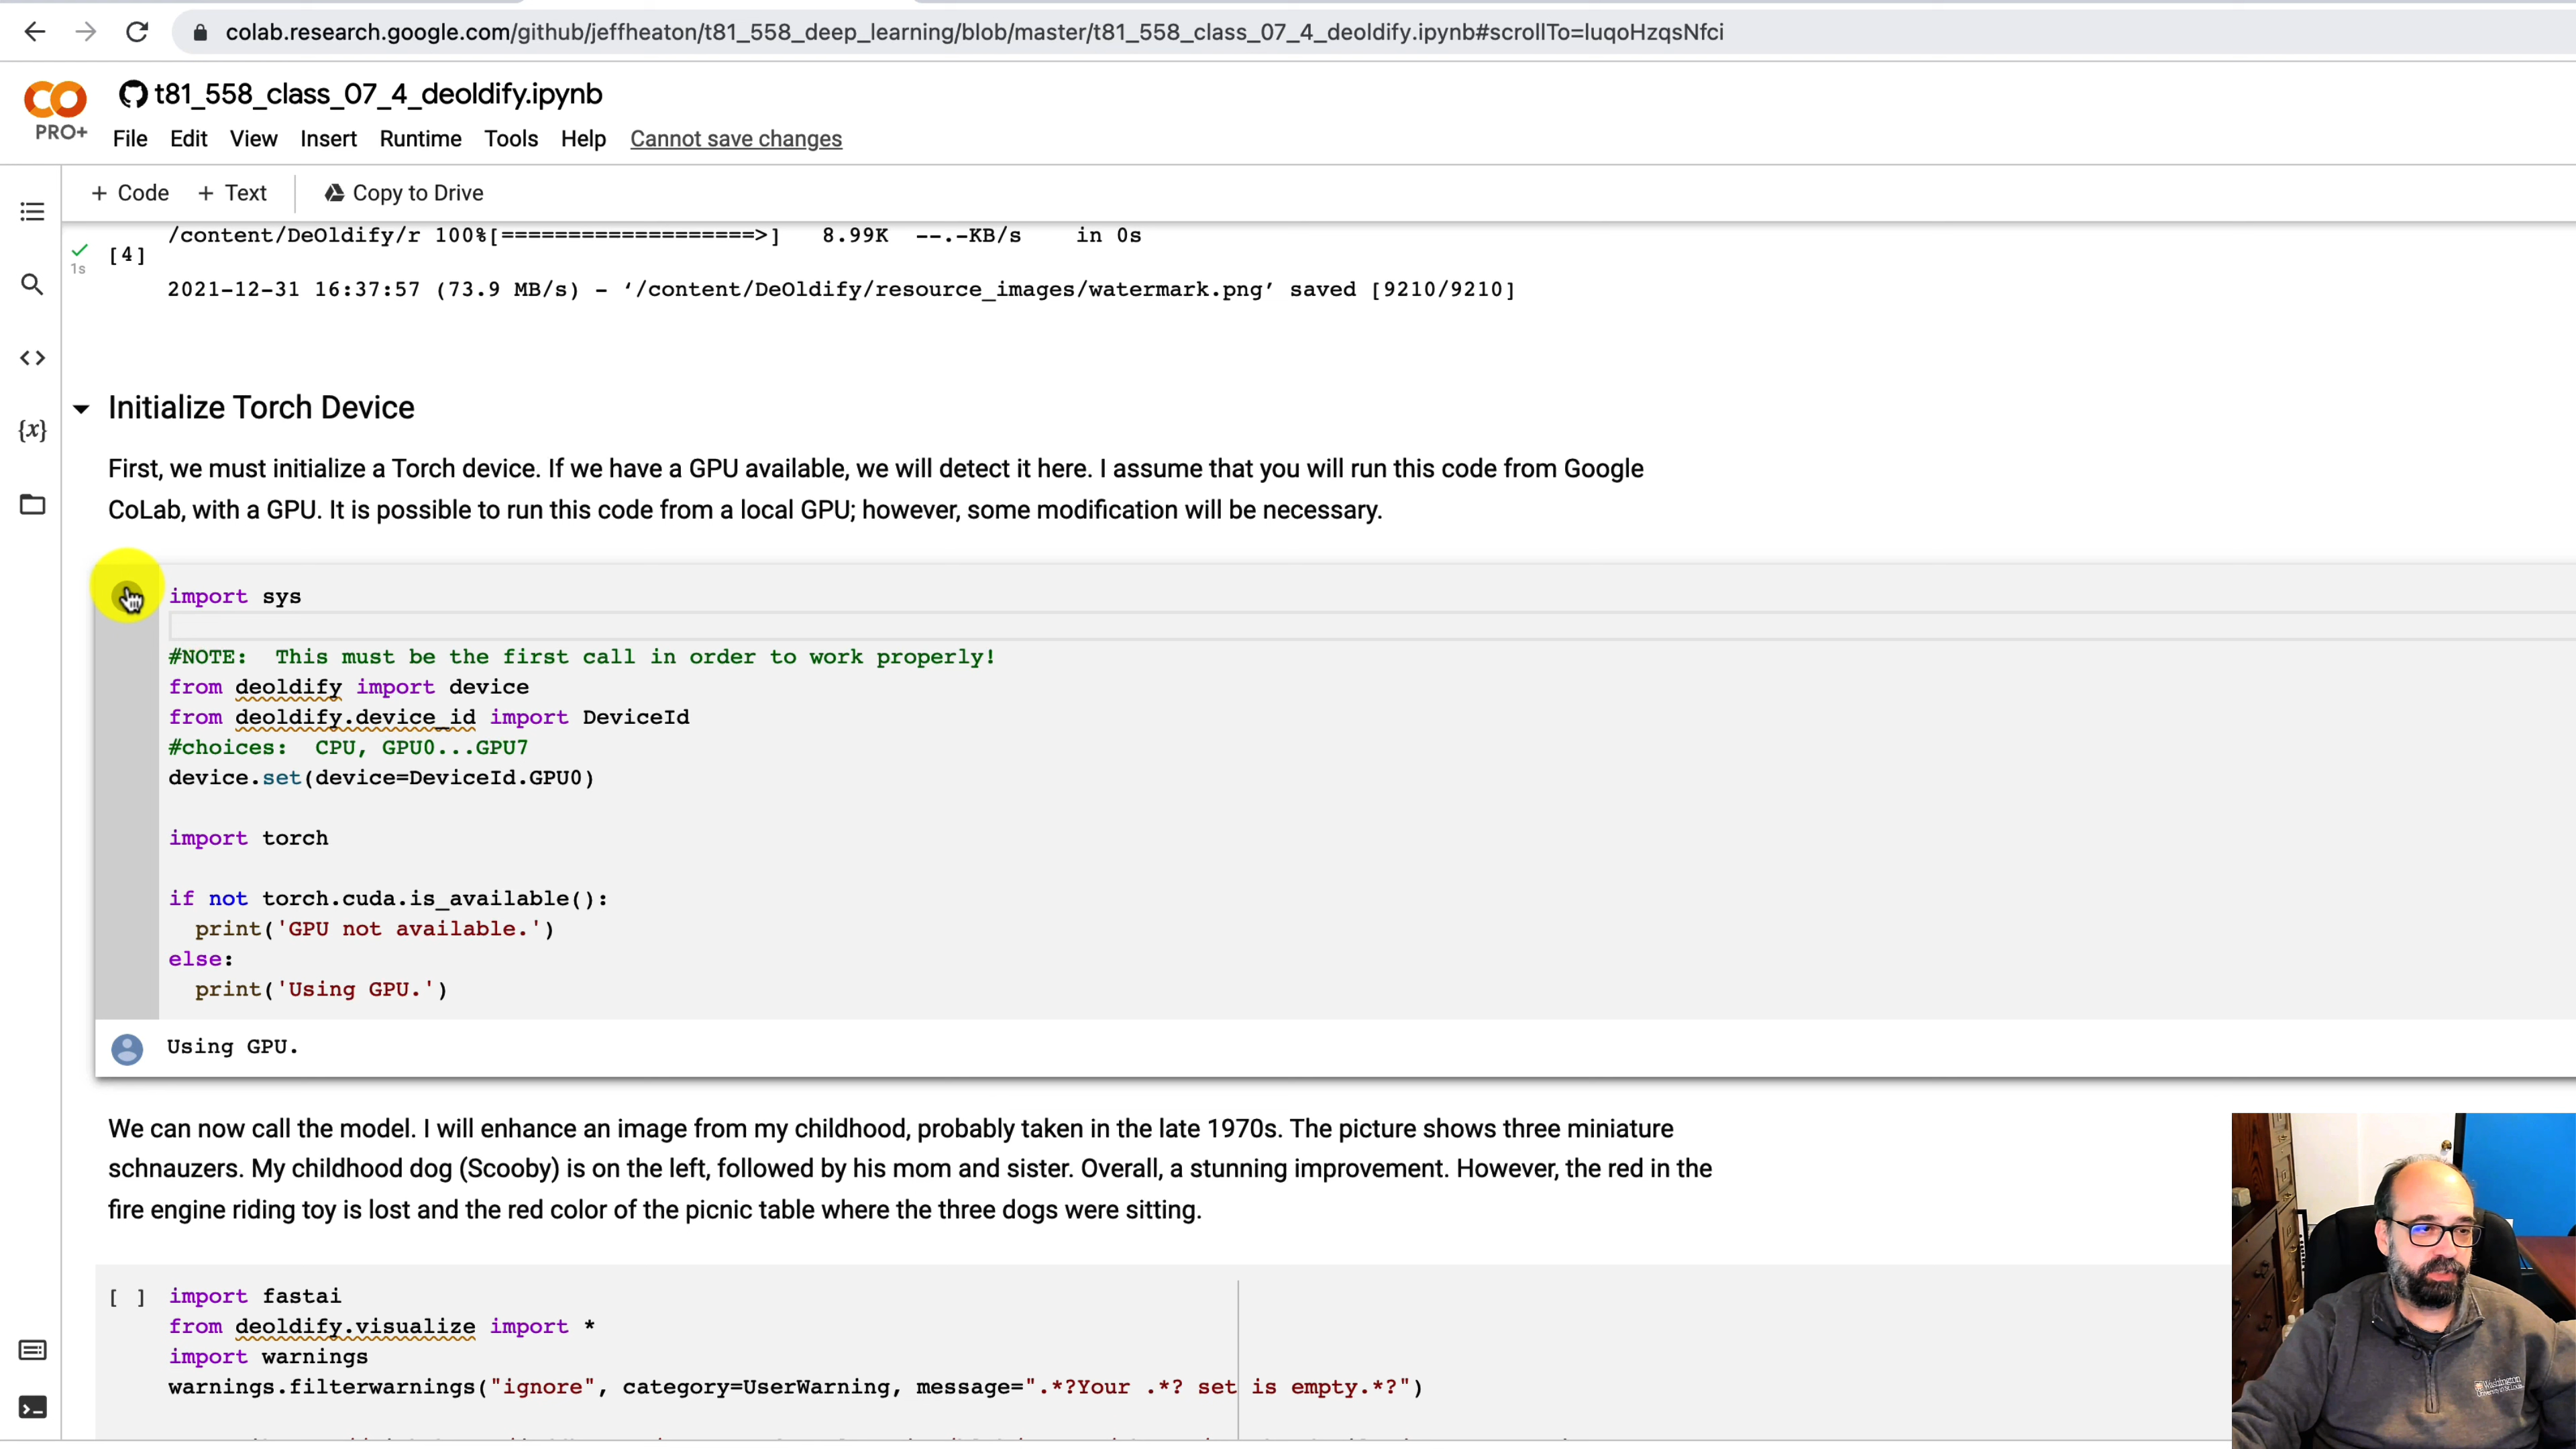 colab.research.google.com/github/jeffheaton/t81_558_deep_learning/blob/master/t81_558_class_07_4_deoldify.ipynb#scrollTo=luqoHzqsNfci
t81_558_class_07_4_deoldify.ipynb
PRO+
File Edit View Insert Runtime Tools Help Cannot save changes
+ Code + Text Copy to Drive
/content/DeOldify/r 100%[===================>] 8.99K --.-KB/s in 0s
[4]
1s
2021-12-31 16:37:57 (73.9 MB/s) - ‘/content/DeOldify/resource_images/watermark.png’ saved [9210/9210]
{x}
Initialize Torch Device
First, we must initialize a Torch device. If we have a GPU available, we will detect it here. I assume that you will run this code from Google
CoLab, with a GPU. It is possible to run this code from a local GPU; however, some modification will be necessary.
import sys
#NOTE:  This must be the first call in order to work properly!
from deoldify import device
from deoldify.device_id import DeviceId
#choices:  CPU, GPU0...GPU7
device.set(device=DeviceId.GPU0)
import torch
if not torch.cuda.is_available():
print('GPU not available.')
else:
print('Using GPU.')
Using GPU.
We can now call the model. I will enhance an image from my childhood, probably taken in the late 1970s. The picture shows three miniature
schnauzers. My childhood dog (Scooby) is on the left, followed by his mom and sister. Overall, a stunning improvement. However, the red in the
fire engine riding toy is lost and the red color of the picnic table where the three dogs were sitting.
[ ] import fastai
from deoldify.visualize import *
import warnings
warnings.filterwarnings("ignore", category=UserWarning, message=".*?Your .*? set is empty.*?")
Washington